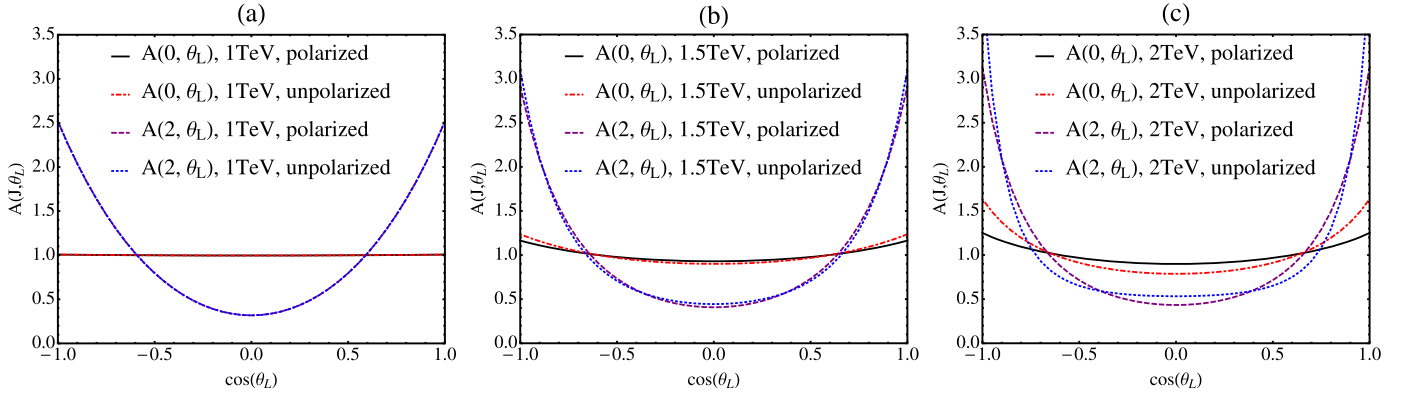 (a)
A(J,θL)
3.5
3.0
2.5
2.0
1.5
1.0
0.5
0.0
A(0, θL), 1TeV, polarized
A(0, θL), 1TeV, unpolarized
A(2, θL), 1TeV, polarized
A(2, θL), 1TeV, unpolarized
−1.0 −0.5 0.0 0.5 1.0
cos(θL)
(b)
A(J,θL)
3.5
3.0
2.5
2.0
1.5
1.0
0.5
0.0
A(0, θL), 1.5TeV, polarized
A(0, θL), 1.5TeV, unpolarized
A(2, θL), 1.5TeV, polarized
A(2, θL), 1.5TeV, unpolarized
−1.0 −0.5 0.0 0.5 1.0
cos(θL)
(c)
A(J,θL)
3.5
3.0
2.5
2.0
1.5
1.0
0.5
0.0
A(0, θL), 2TeV, polarized
A(0, θL), 2TeV, unpolarized
A(2, θL), 2TeV, polarized
A(2, θL), 2TeV, unpolarized
−1.0 −0.5 0.0 0.5 1.0
cos(θL)